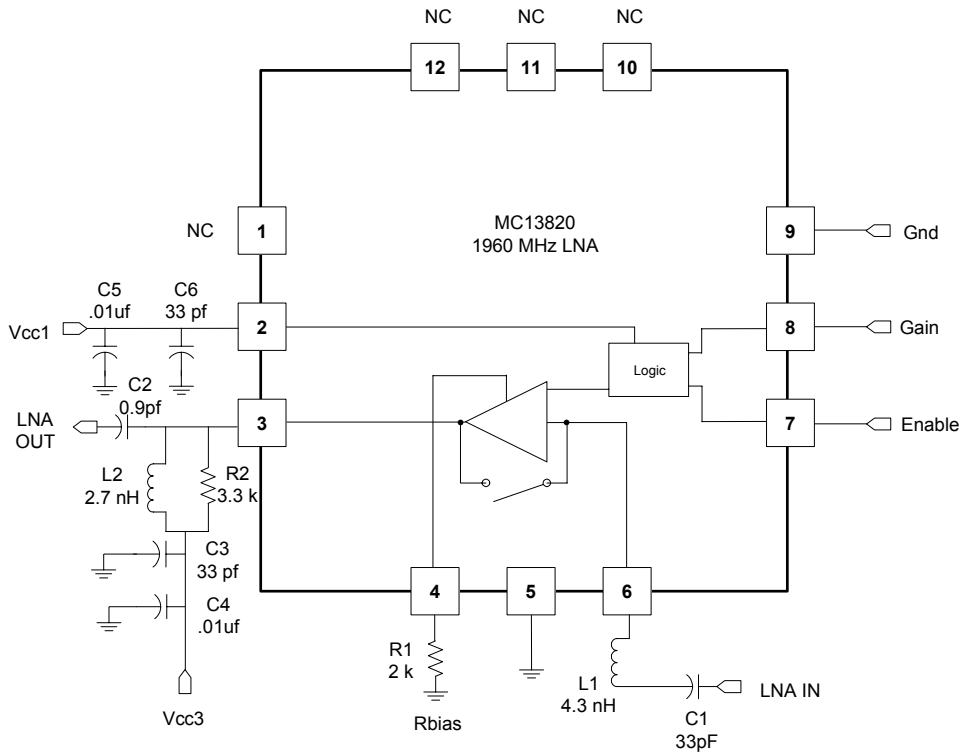 NC
NC
NC
12
11
10
NC
1
MC13820
1960 MHz LNA
9
Gnd
C5
.01uf
C6
33 pf
Vcc1
2
8
Gain
Logic
C2
0.9pf
LNA
OUT
3
7
Enable
L2
2.7 nH
R2
3.3 k
C3
33 pf
4
5
6
C4
.01uf
R1
2 k
L1
4.3 nH
LNA IN
C1
33pF
Vcc3
Rbias